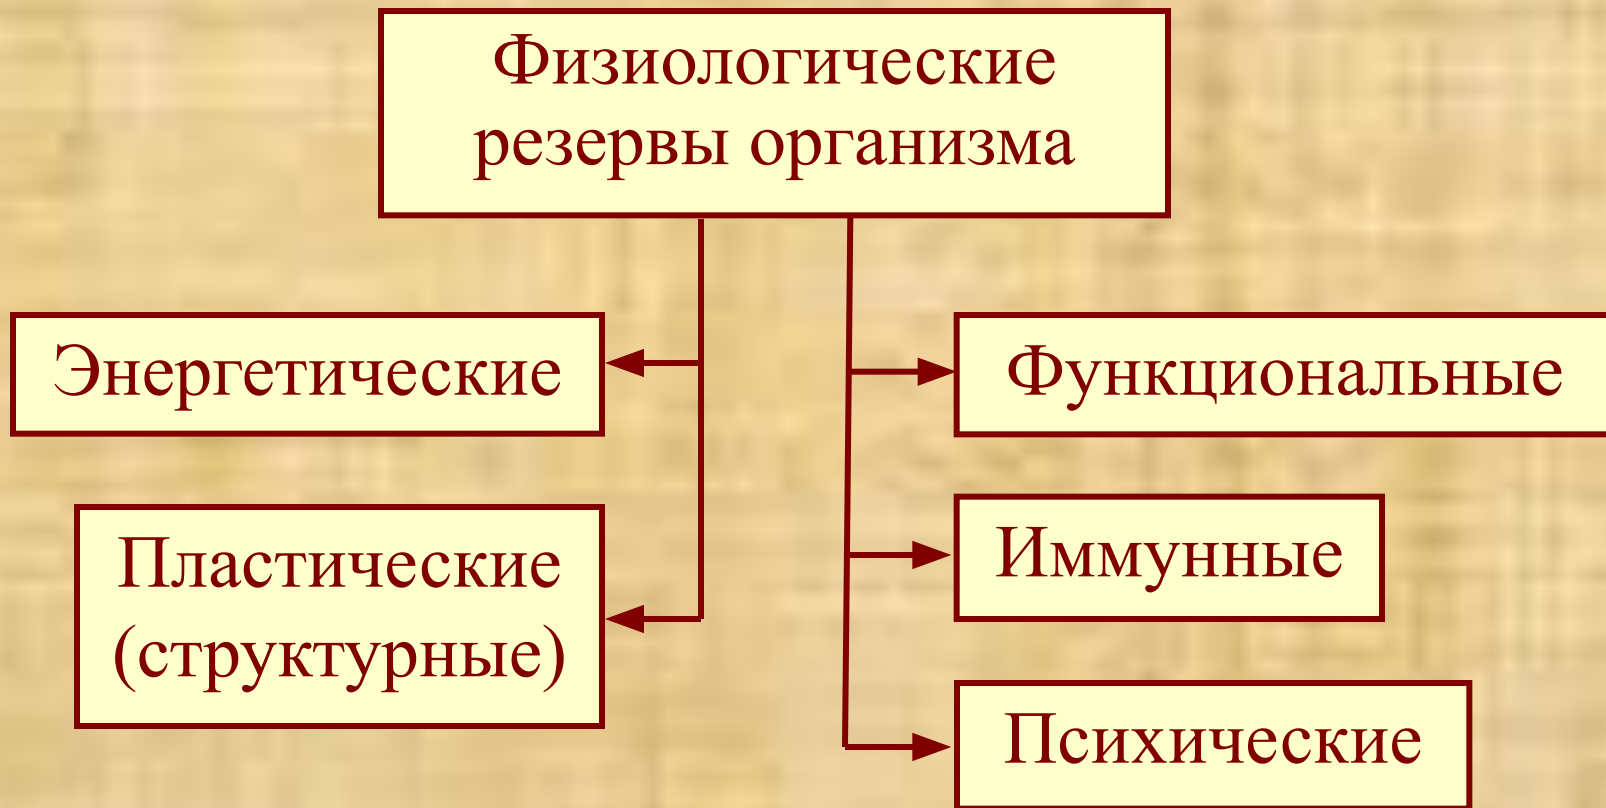 Физиологические
резервы организма
Энергетические
Функциональные
Пластические
(структурные)
Иммунные
Психические